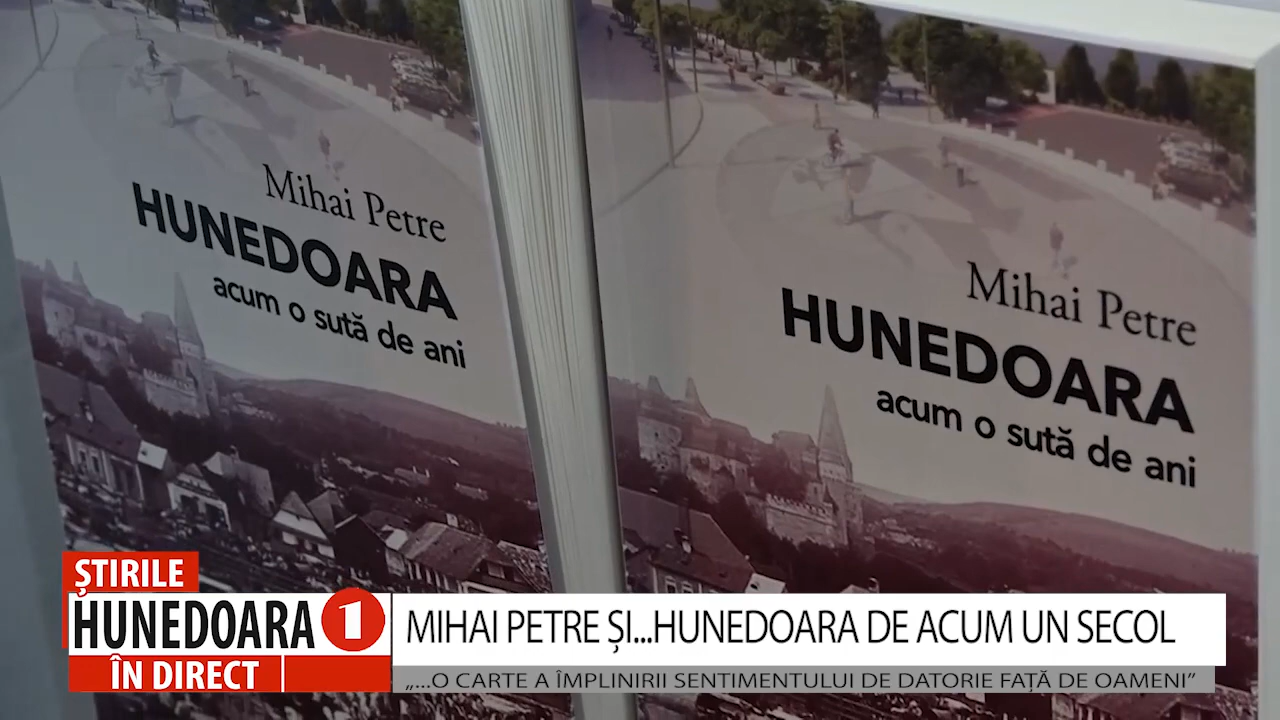 Mihai Petre
HUNEDOARA
acum o sută de ani
Mihai Petre
HUNEDOARA
acum o sută de ani
ȘTIRILE
HUNEDOARA 1
ÎN DIRECT
MIHAI PETRE ȘI...HUNEDOARA DE ACUM UN SECOL
„...O CARTE A ÎMPLINIRII SENTIMENTULUI DE DATORIE FAȚĂ DE OAMENI”